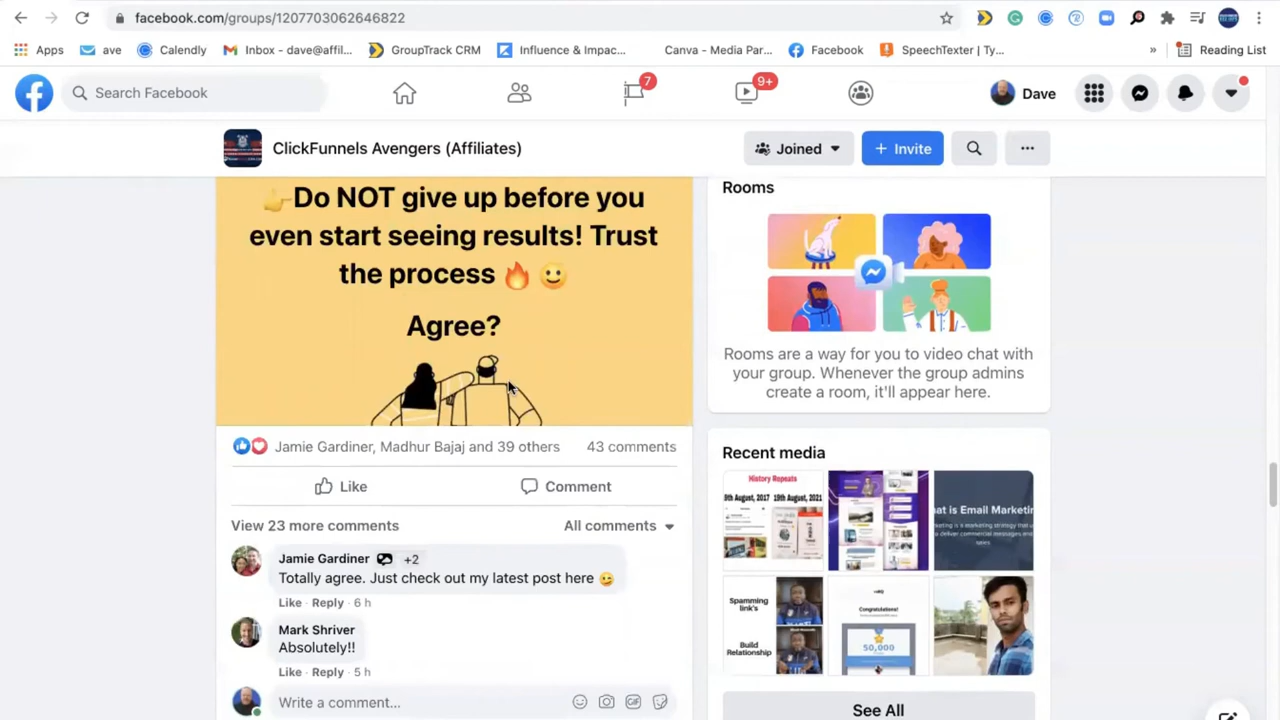 facebook.com/groups/1207703062646822
Apps
ave
Calendly
Inbox - dave@affil...
GroupTrack CRM
Influence & Impac...
Canva - Media Par...
Facebook
SpeechTexter | Ty...
»
Reading List
Search Facebook
7
9+
Dave
ClickFunnels Avengers (Affiliates)
Joined
+ Invite
👉Do NOT give up before you
even start seeing results! Trust
the process 🔥 🙂
Agree?
Jamie Gardiner, Madhur Bajaj and 39 others
43 comments
Like
Comment
View 23 more comments
All comments
Jamie Gardiner +2
Totally agree. Just check out my latest post here 😉
Like · Reply · 6 h
Mark Shriver
Absolutely!!
Like · Reply · 5 h
Write a comment...
GIF
Rooms
Rooms are a way for you to video chat with
your group. Whenever the group admins
create a room, it'll appear here.
Recent media
History Repeats
9th August, 2017 19th August, 2021
at is Email Marketin
Spamming
link's
Build
Relationship
Congratulations!
50,000
See All